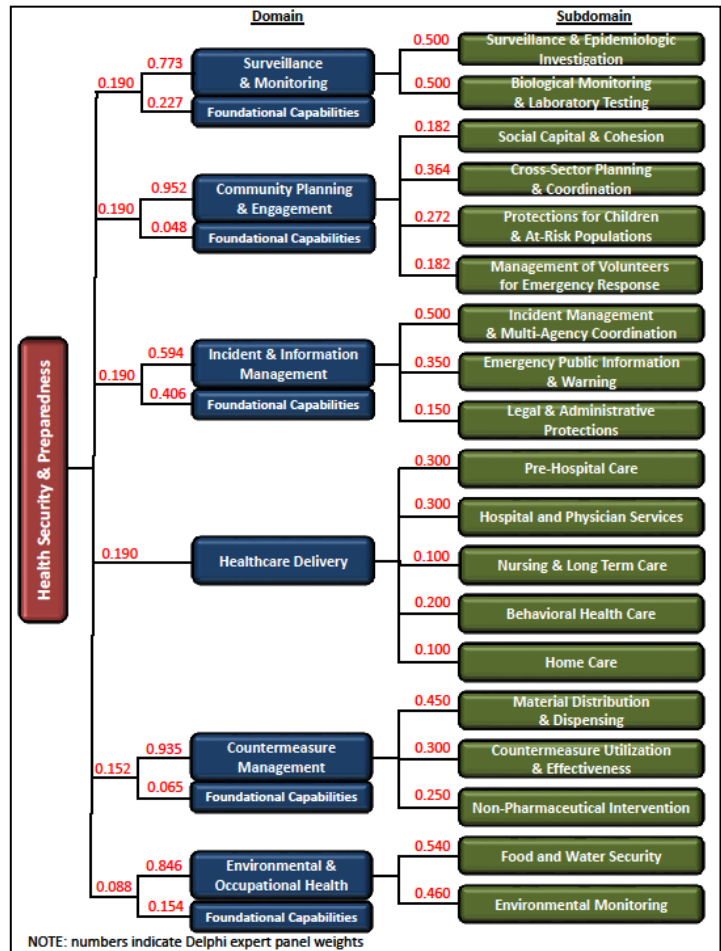 Domain
Subdomain
Health Security & Preparedness
0.190
0.773
Surveillance
& Monitoring
0.227
Foundational Capabilities
0.500
Surveillance & Epidemiologic
Investigation
0.500
Biological Monitoring
& Laboratory Testing
0.190
0.952
Community Planning
& Engagement
0.048
Foundational Capabilities
0.182
Social Capital & Cohesion
0.364
Cross-Sector Planning
& Coordination
0.272
Protections for Children
& At-Risk Populations
0.182
Management of Volunteers
for Emergency Response
0.190
0.594
Incident & Information
Management
0.406
Foundational Capabilities
0.500
Incident Management
& Multi-Agency Coordination
0.350
Emergency Public Information
& Warning
0.150
Legal & Administrative
Protections
0.190
Healthcare Delivery
0.300
Pre-Hospital Care
0.300
Hospital and Physician Services
0.100
Nursing & Long Term Care
0.200
Behavioral Health Care
0.100
Home Care
0.152
0.935
Countermeasure
Management
0.065
Foundational Capabilities
0.450
Material Distribution
& Dispensing
0.300
Countermeasure Utilization
& Effectiveness
0.250
Non-Pharmaceutical Intervention
0.088
0.846
Environmental &
Occupational Health
0.154
Foundational Capabilities
0.540
Food and Water Security
0.460
Environmental Monitoring
NOTE: numbers indicate Delphi expert panel weights